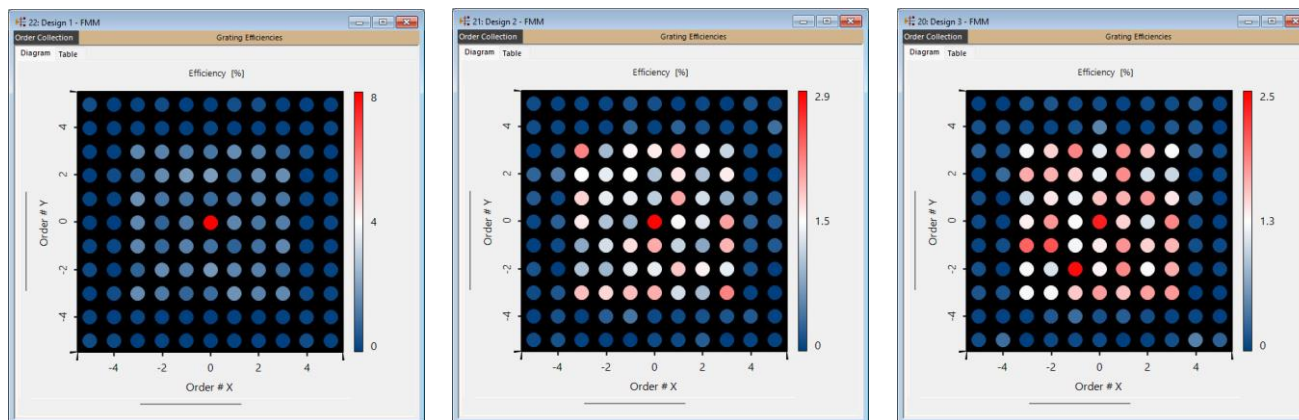 22: Design 1 - FMM
Order Collection
Grating Efficiencies
Diagram Table
Efficiency [%]
4
2
0
-2
-4
Order # Y
-4 -2 0 2 4
Order # X
8
4
0
21: Design 2 - FMM
Order Collection
Grating Efficiencies
Diagram Table
Efficiency [%]
4
2
0
-2
-4
Order # Y
-4 -2 0 2 4
Order # X
2.9
1.5
0
20: Design 3 - FMM
Order Collection
Grating Efficiencies
Diagram Table
Efficiency [%]
4
2
0
-2
-4
Order # Y
-4 -2 0 2 4
Order # X
2.5
1.3
0